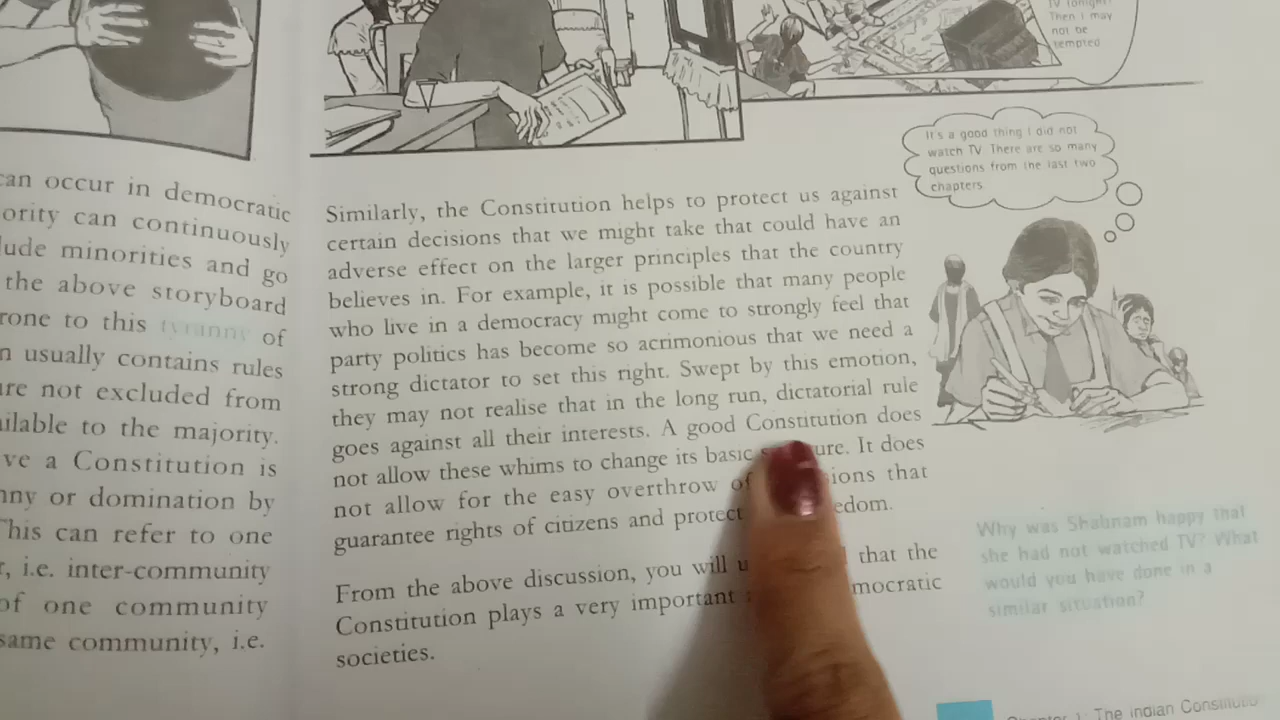 TV tonight?
Then I may
not be
tempted
It's a good thing I did not
watch TV. There are so many
questions from the last two
chapters.
can occur in democratic
ority can continuously
lude minorities and go
the above storyboard
rone to this tyranny of
n usually contains rules
are not excluded from
ailable to the majority.
ve a Constitution is
nny or domination by
This can refer to one
r, i.e. inter-community
of one community
same community, i.e.
Similarly, the Constitution helps to protect us against
certain decisions that we might take that could have an
adverse effect on the larger principles that the country
believes in. For example, it is possible that many people
who live in a democracy might come to strongly feel that
party politics has become so acrimonious that we need a
strong dictator to set this right. Swept by this emotion,
they may not realise that in the long run, dictatorial rule
goes against all their interests. A good Constitution does
not allow these whims to change its basic ure. It does
not allow for the easy overthrow of ions that
guarantee rights of citizens and protect edom.
From the above discussion, you will u that the
Constitution plays a very important mocratic
societies.
Why was Shabnam happy that
she had not watched TV? What
would you have done in a
similar situation?
Chapter 1: The Indian Constitutio